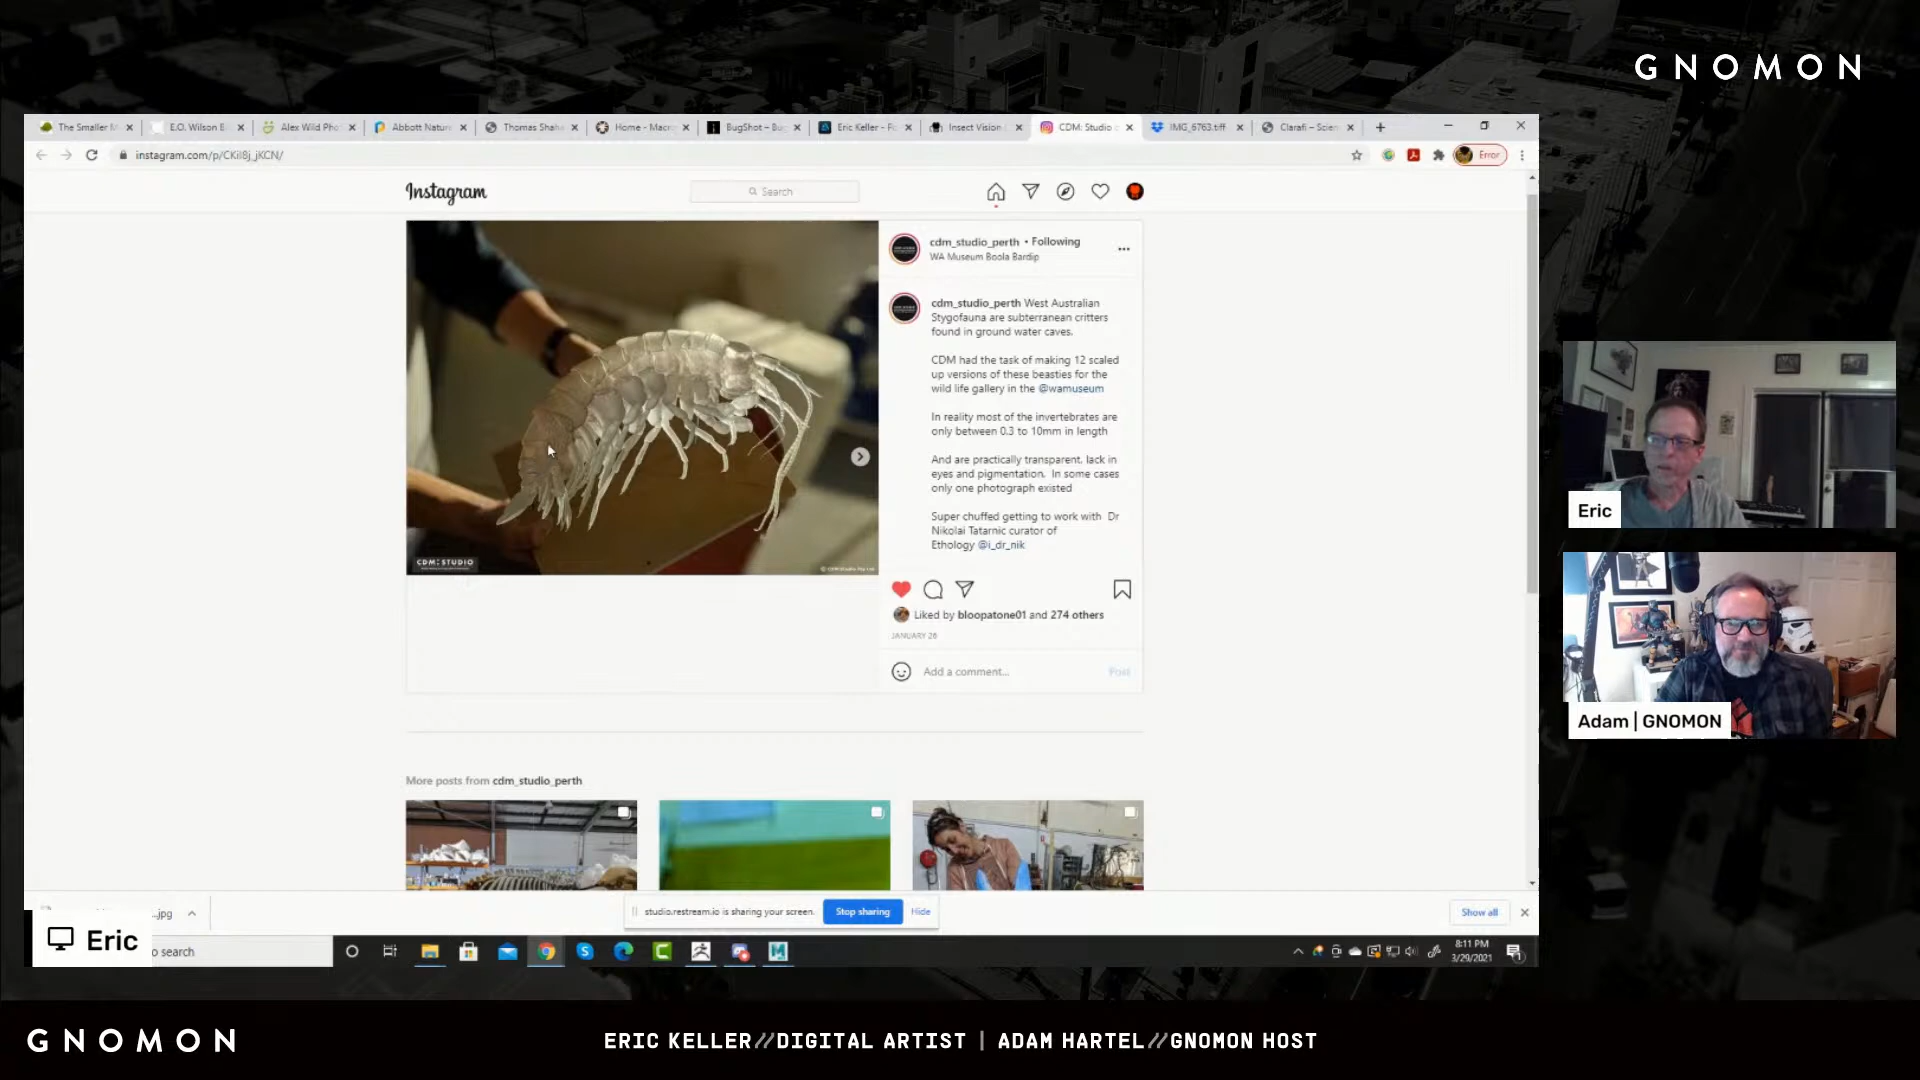 GNOMON
The Smaller
E.O. Wilson
Alex Wild Pho
Abbott Natur
Thomas Shah
Home - Macro
BugShot – Bug
Eric Keller - Po
Insect Vision
CDM: Studio
IMG_6763.tiff
Clarafi – Scien
instagram.com/p/CKiI8j_jKCN/
Error
Instagram
Search
cdm_studio_perth • Following
WA Museum Boola Bardip
cdm_studio_perth West Australian
Stygofauna are subterranean critters
found in ground water caves.
CDM had the task of making 12 scaled
up versions of these beasties for the
wild life gallery in the @wamuseum
In reality most of the invertebrates are
only between 0.3 to 10mm in length
And are practically transparent. lack in
eyes and pigmentation. In some cases
only one photograph existed
Super chuffed getting to work with Dr
Nikolai Tatarnic curator of
Ethology @i_dr_nik
CDM:STUDIO
Liked by bloopatone01 and 274 others
JANUARY 26
Add a comment...
Post
More posts from cdm_studio_perth
Eric
Adam | GNOMON
...jpg
studio.restream.io is sharing your screen.
Stop sharing
Hide
Show all
Eric
o search
8:11 PM
3/29/2021
GNOMON
ERIC KELLER//DIGITAL ARTIST | ADAM HARTEL//GNOMON HOST